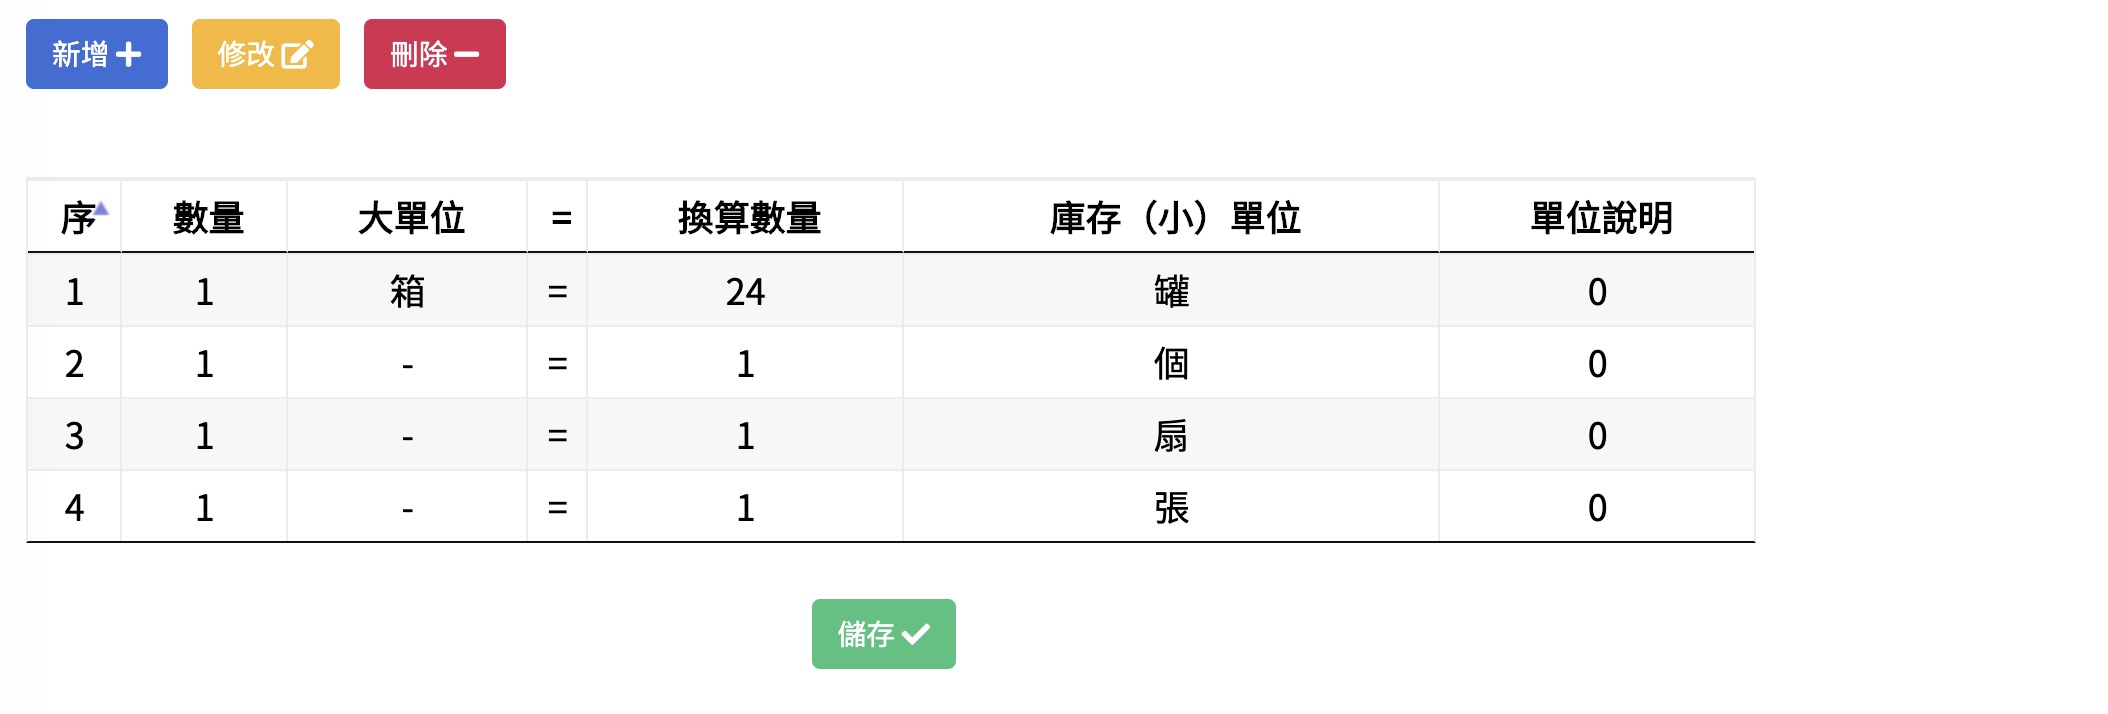 新增 修改 刪除
序 數量 大單位 = 換算數量 庫存（小）單位 單位說明
1 1 箱 = 24 罐 0
2 1 - = 1 個 0
3 1 - = 1 扇 0
4 1 - = 1 張 0
儲存